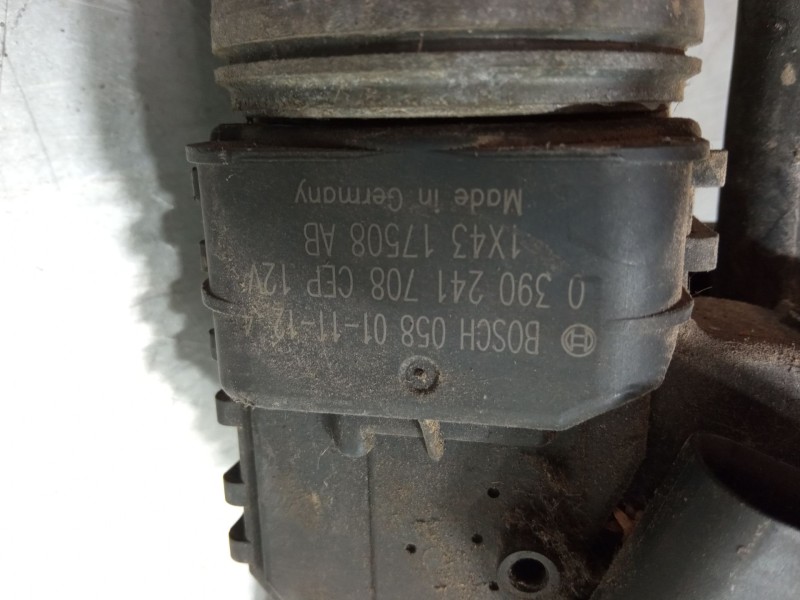 BOSCH 058 01-11-12
0 390 241 708 CEP 12V
1X43 17508 AB
Made in Germany